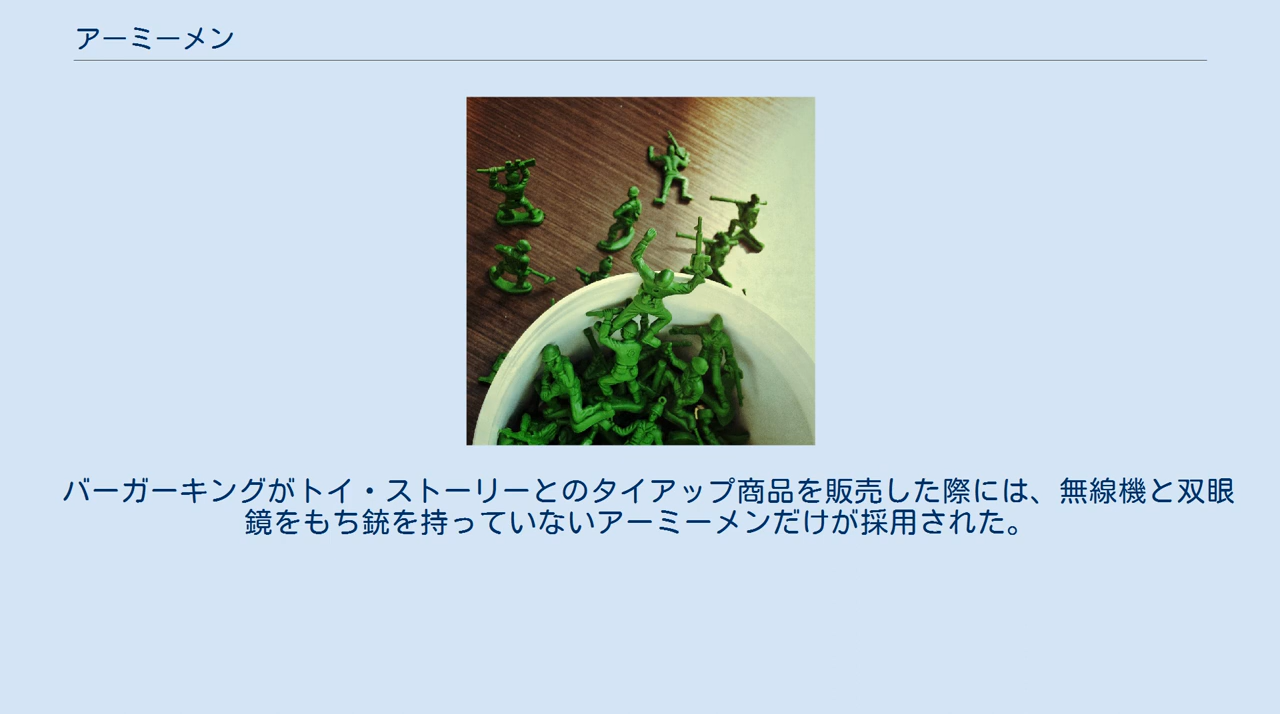 アーミーメン
バーガーキングがトイ・ストーリーとのタイアップ商品を販売した際には、無線機と双眼
鏡をもち銃を持っていないアーミーメンだけが採用された。